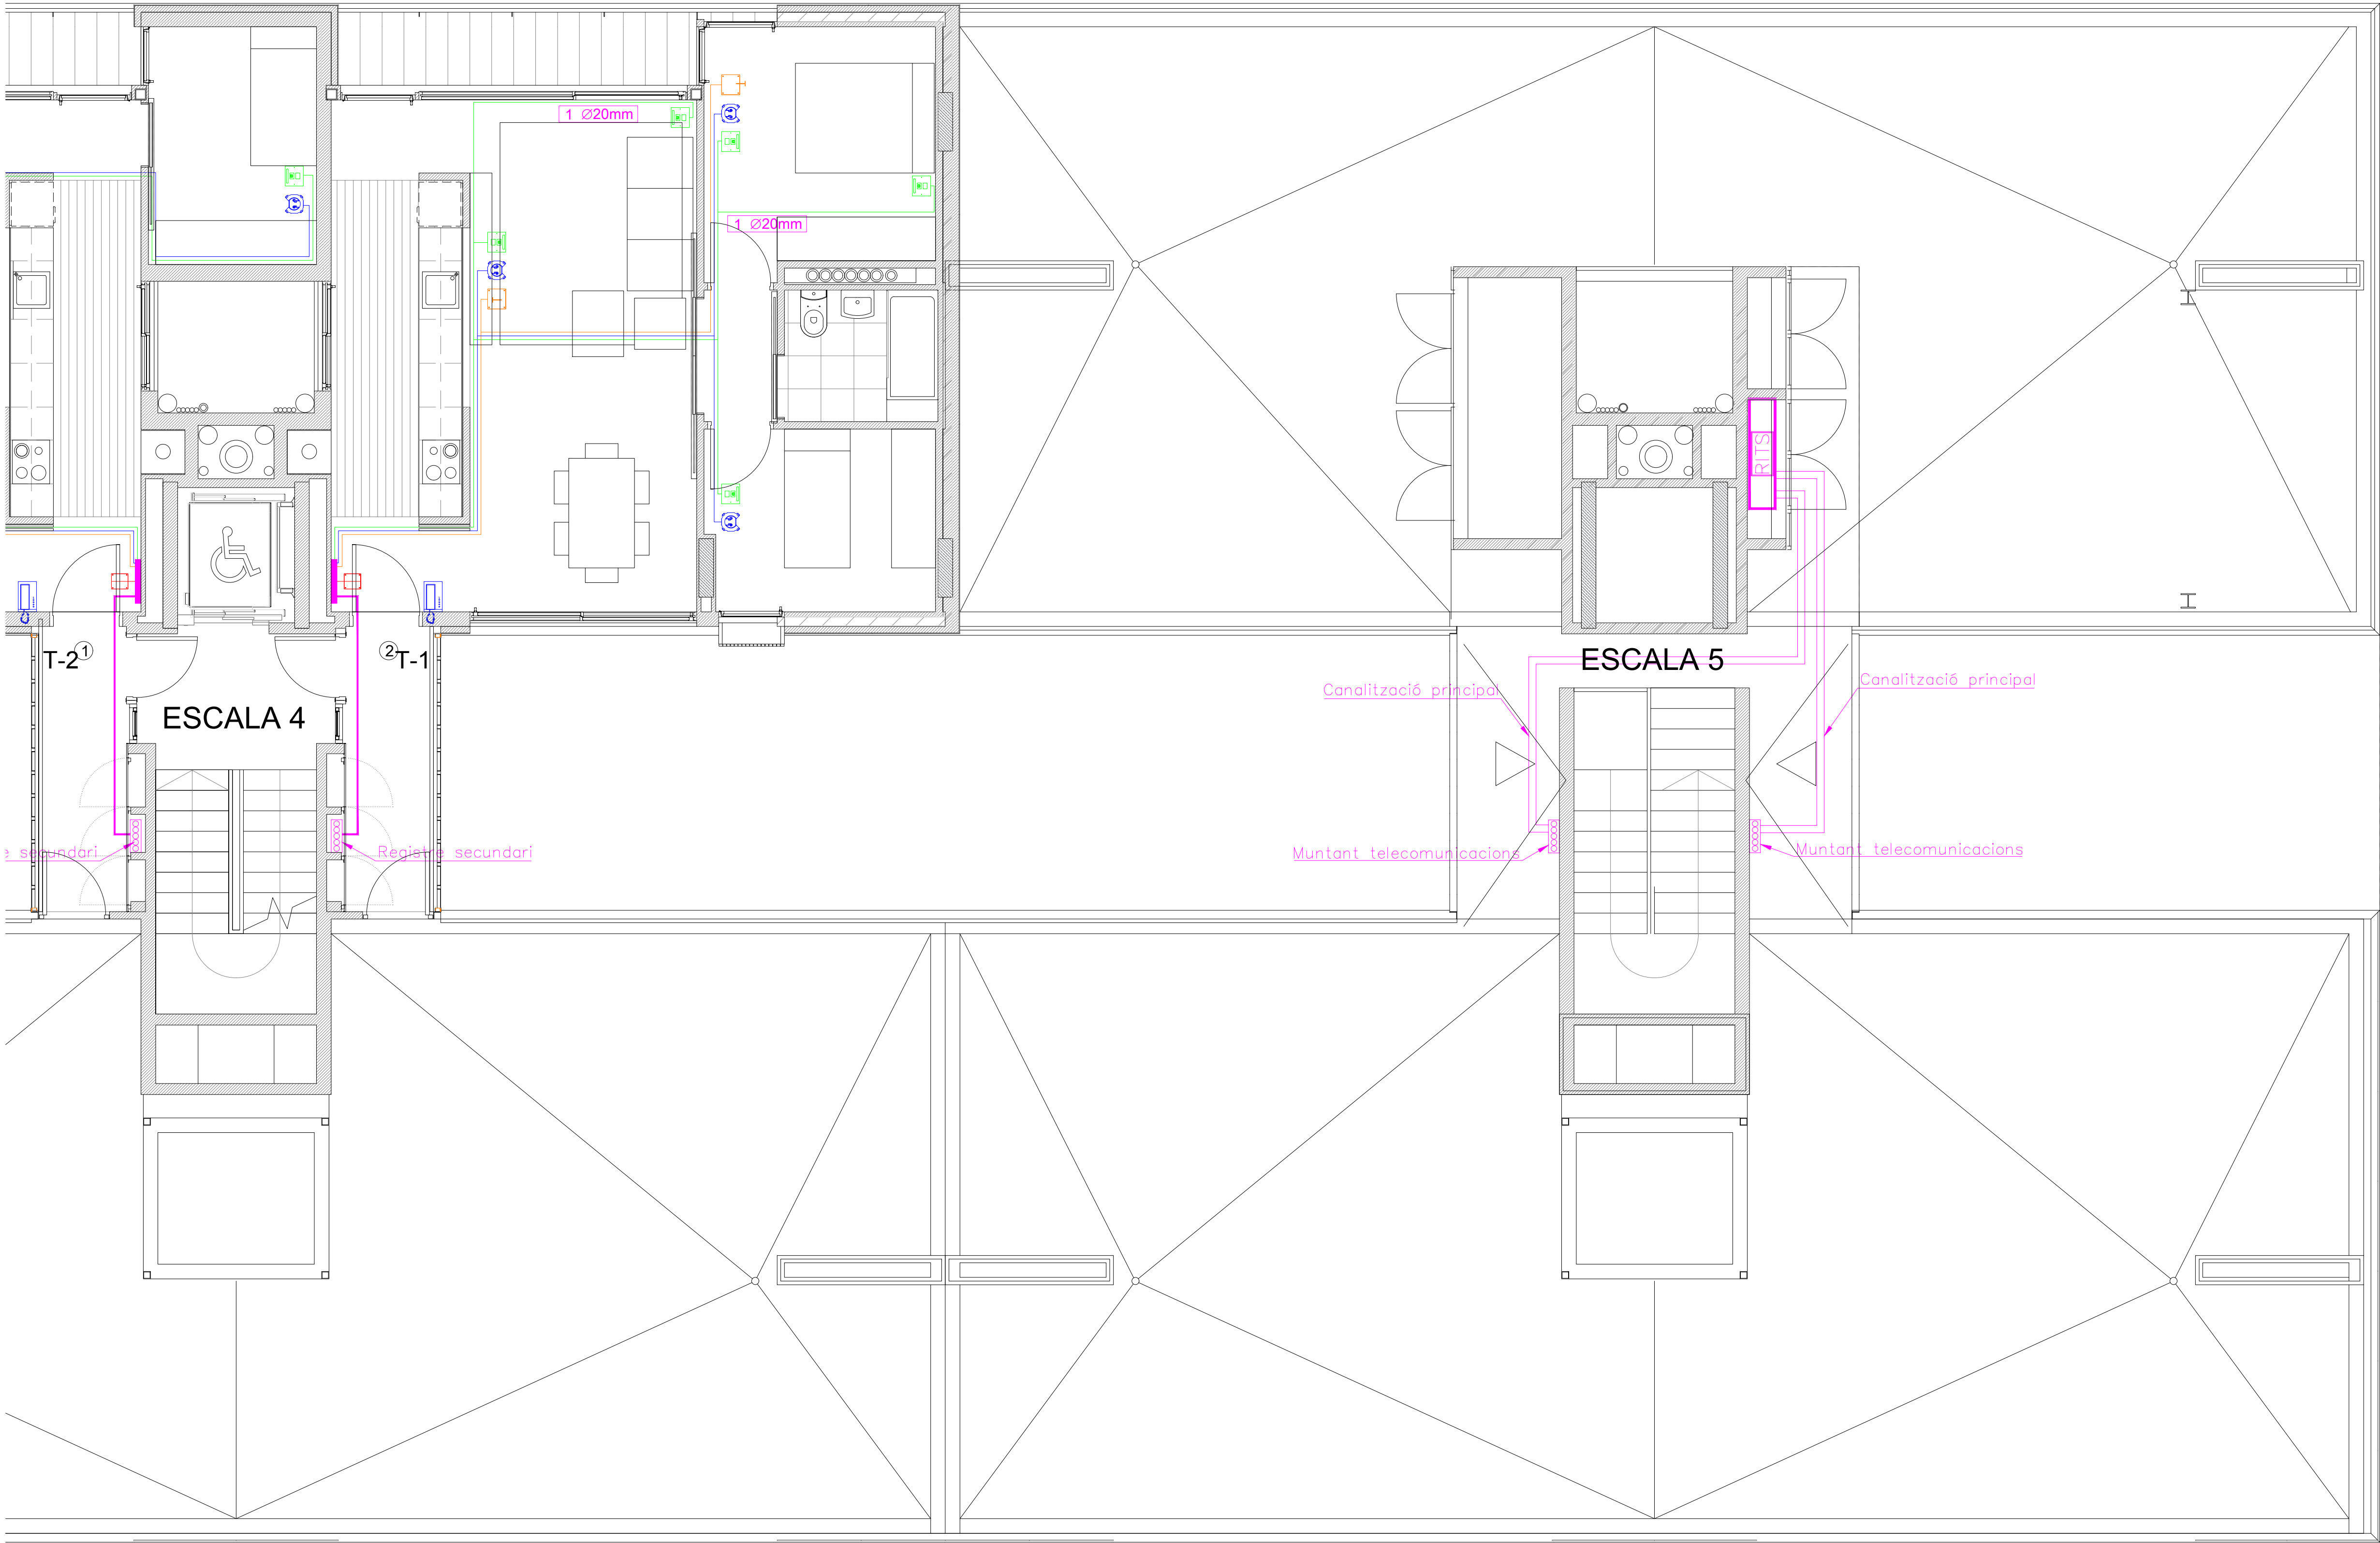 1 Ø20mm
1 Ø20mm
RITS
T-2
1
2
T-1
ESCALA 4
ESCALA 5
Canalització principal
Canalització principal
e secundari
Registre secundari
Muntant telecomunicacions
Muntant telecomunicacions